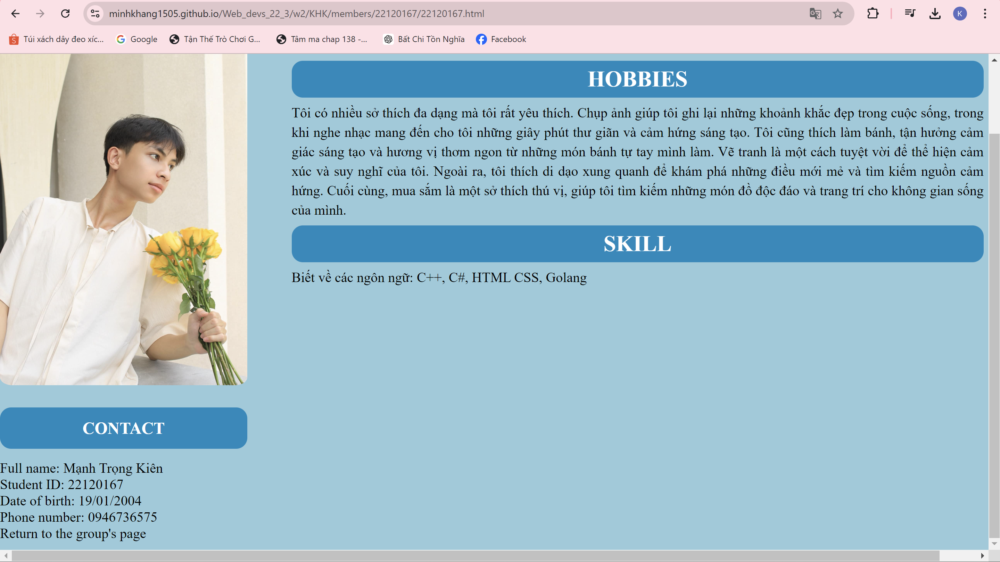 minhkhang1505.github.io/Web_devs_22_3/w2/KHK/members/22120167/22120167.html
K
Túi xách dây đeo xíc...
Google
Tận Thế Trò Chơi G...
Tâm ma chap 138 -...
Bất Chi Tồn Nghĩa
Facebook
HOBBIES
Tôi có nhiều sở thích đa dạng mà tôi rất yêu thích. Chụp ảnh giúp tôi ghi lại những khoảnh khắc đẹp trong cuộc sống, trong
khi nghe nhạc mang đến cho tôi những giây phút thư giãn và cảm hứng sáng tạo. Tôi cũng thích làm bánh, tận hưởng cảm
giác sáng tạo và hương vị thơm ngon từ những món bánh tự tay mình làm. Vẽ tranh là một cách tuyệt vời để thể hiện cảm
xúc và suy nghĩ của tôi. Ngoài ra, tôi thích di dạo xung quanh để khám phá những điều mới mẻ và tìm kiếm nguồn cảm
hứng. Cuối cùng, mua sắm là một sở thích thú vị, giúp tôi tìm kiếm những món đồ độc đáo và trang trí cho không gian sống
của mình.
SKILL
Biết về các ngôn ngữ: C++, C#, HTML CSS, Golang
CONTACT
Full name: Mạnh Trọng Kiên
Student ID: 22120167
Date of birth: 19/01/2004
Phone number: 0946736575
Return to the group's page